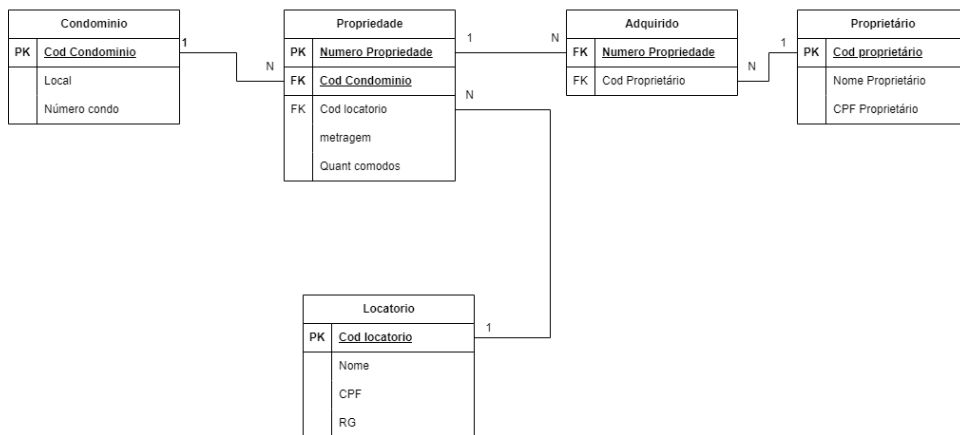 Condominio
PK Cod Condominio
Local
Número condo
1
N
Propriedade
PK Numero Propriedade
FK Cod Condominio
FK Cod locatorio
metragem
Quant comodos
1
N
N
Adquirido
FK Numero Propriedade
FK Cod Proprietário
1
N
Proprietário
PK Cod proprietário
Nome Proprietário
CPF Proprietário
Locatorio
PK Cod locatorio
Nome
CPF
RG
1